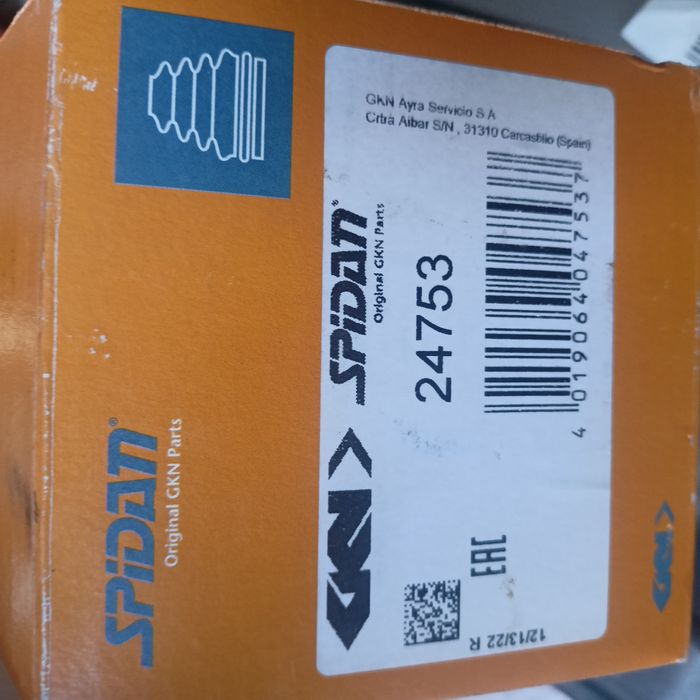 SPiDAN®
Original GKN Parts
GKN Ayra Servicio S.A
Crtra Aibar S/N , 31310 Carcastillo (Spain)
SPiDAN®
Original GKN Parts
GKN
24753
4 019064 047537
EAC
12/13/22 R
GKN